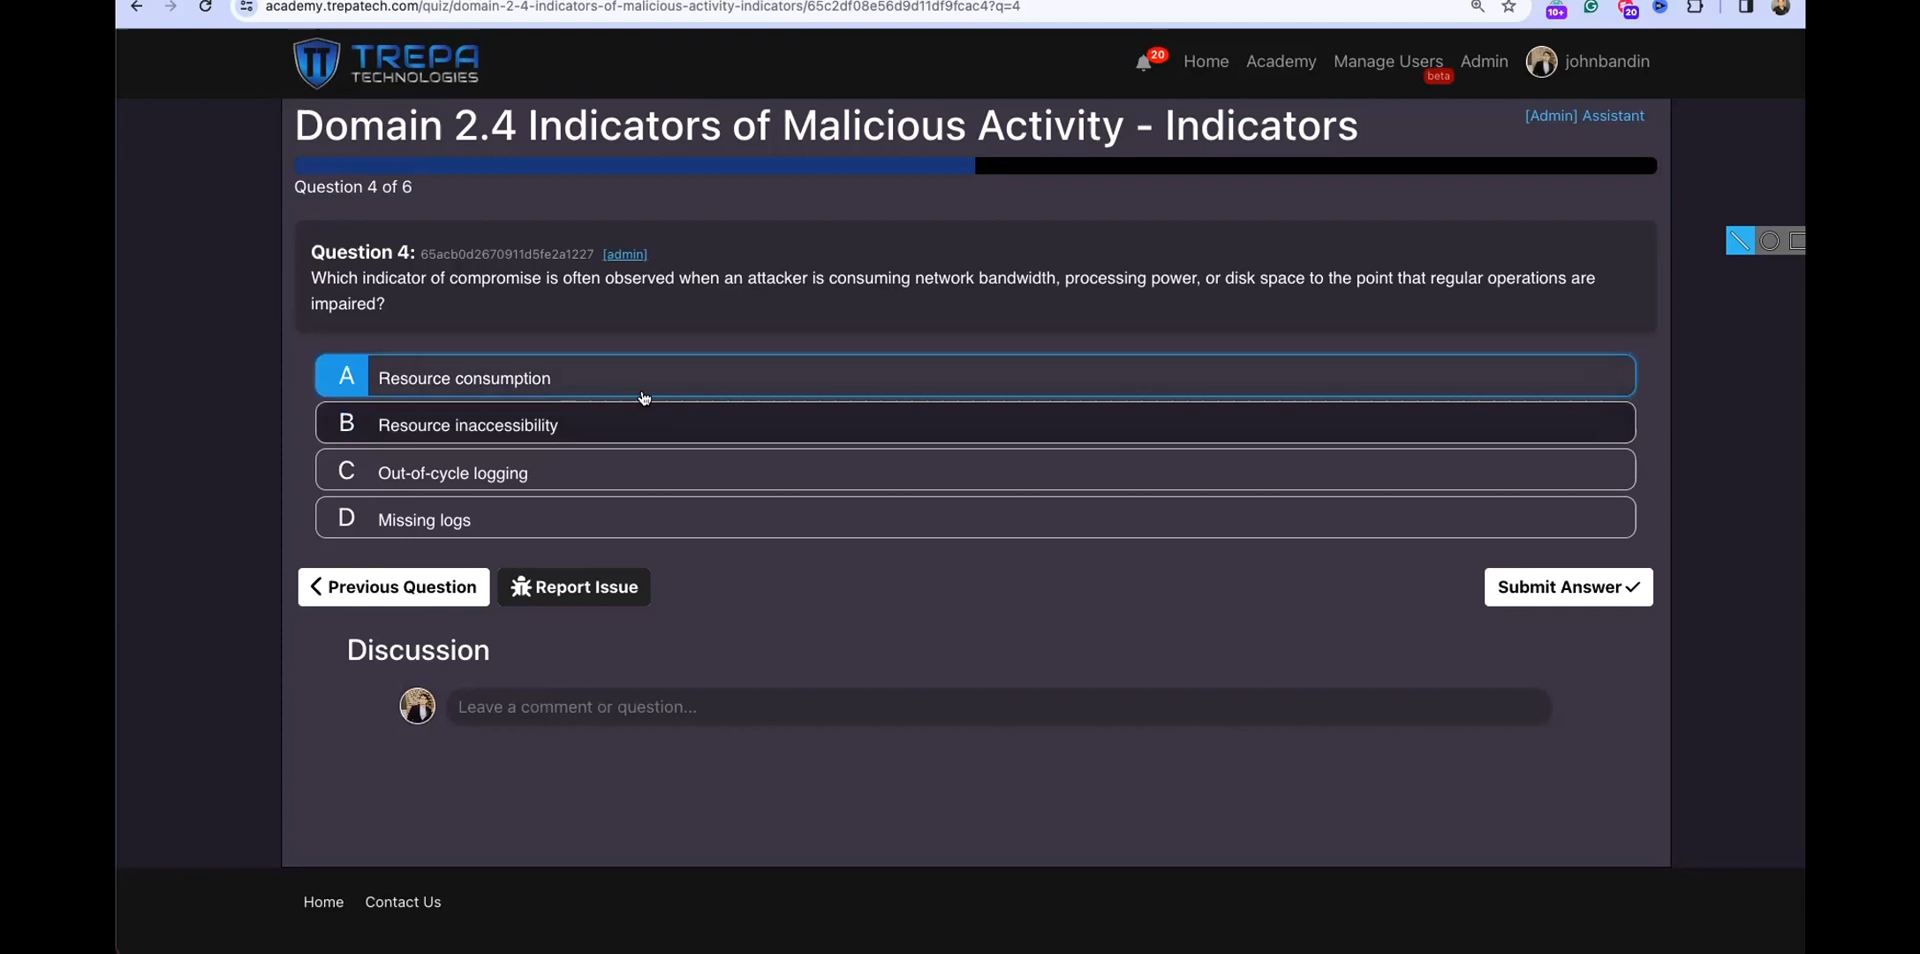 academy.trepatech.com/quiz/domain-2-4-indicators-of-malicious-activity-indicators/65c2df08e56d9d11df9fcac4?q=4
10+
20
TREPA
TECHNOLOGIES
20
Home
Academy
Manage Users
beta
Admin
johnbandin
Domain 2.4 Indicators of Malicious Activity - Indicators
[Admin] Assistant
Question 4 of 6
Question 4: 65acb0d2670911d5fe2a1227 [admin]
Which indicator of compromise is often observed when an attacker is consuming network bandwidth, processing power, or disk space to the point that regular operations are
impaired?
A Resource consumption
B Resource inaccessibility
C Out-of-cycle logging
D Missing logs
Previous Question
Report Issue
Submit Answer
Discussion
Leave a comment or question...
Home
Contact Us